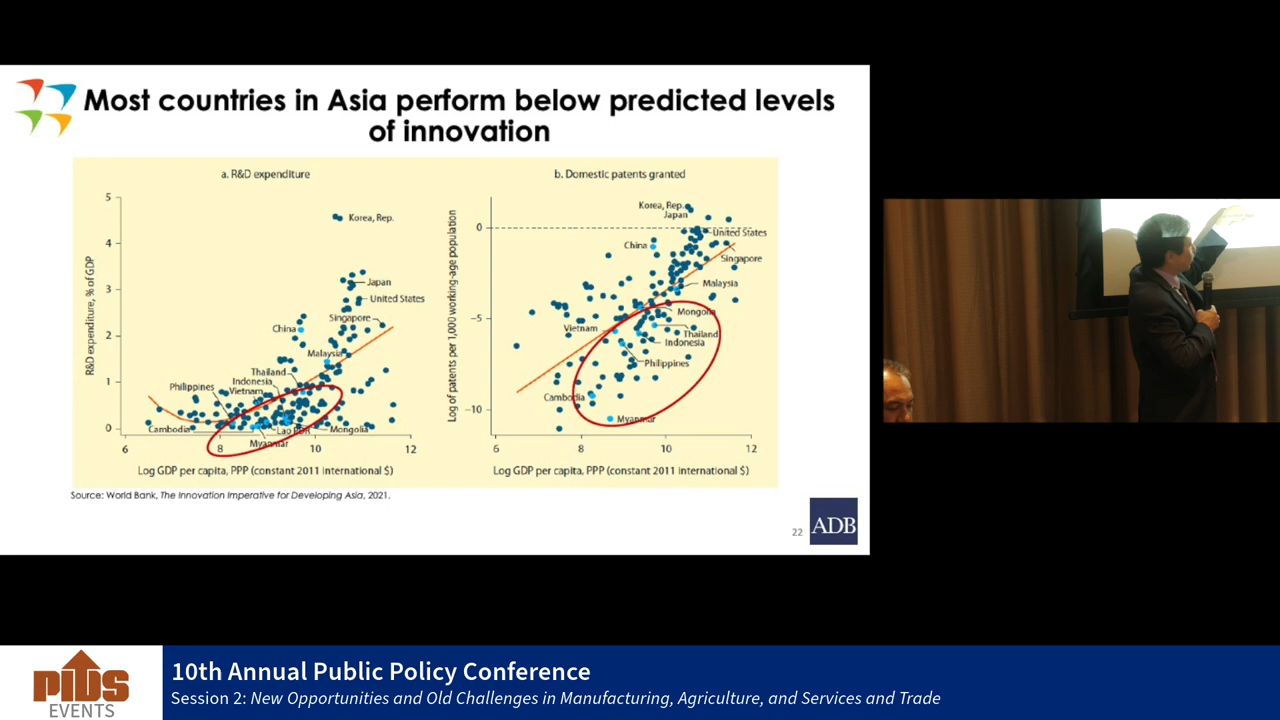 Most countries in Asia perform below predicted levels
of innovation
a. R&D expenditure
5
4
3
2
1
0
R&D expenditure, % of GDP
Korea, Rep.
Japan
United States
Singapore
China
Malaysia
Thailand
Indonesia
Vietnam
Philippines
Cambodia
Lao PDR
Mongolia
Myanmar
6
8
10
12
Log GDP per capita, PPP (constant 2011 international $)
b. Domestic patents granted
0
−5
−10
Log of patents per 1,000 working-age population
Korea, Rep.
Japan
United States
China
Singapore
Malaysia
Mongolia
Vietnam
Thailand
Indonesia
Philippines
Cambodia
Myanmar
6
8
10
12
Log GDP per capita, PPP (constant 2011 international $)
Source: World Bank, The Innovation Imperative for Developing Asia, 2021.
22
ADB
PIDS
EVENTS
10th Annual Public Policy Conference
Session 2: New Opportunities and Old Challenges in Manufacturing, Agriculture, and Services and Trade